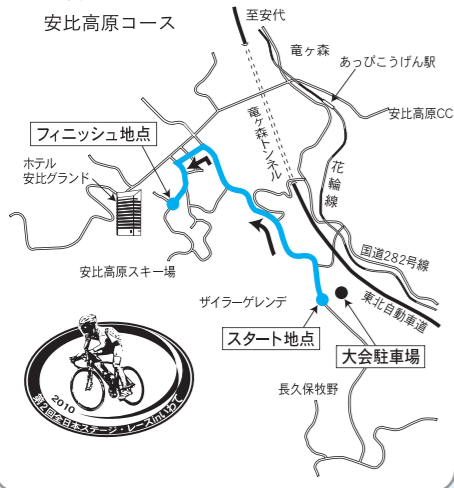 安比高原コース
至安代
竜ヶ森
あっぴこうげん駅
安比高原CC
フィニッシュ地点
竜ヶ森トンネル
ホテル
安比グランド
花輪線
国道282号線
安比高原スキー場
東北自動車道
ザイラーゲレンデ
スタート地点
大会駐車場
長久保牧野
2010
第2回全日本ステージ・レースinいわて